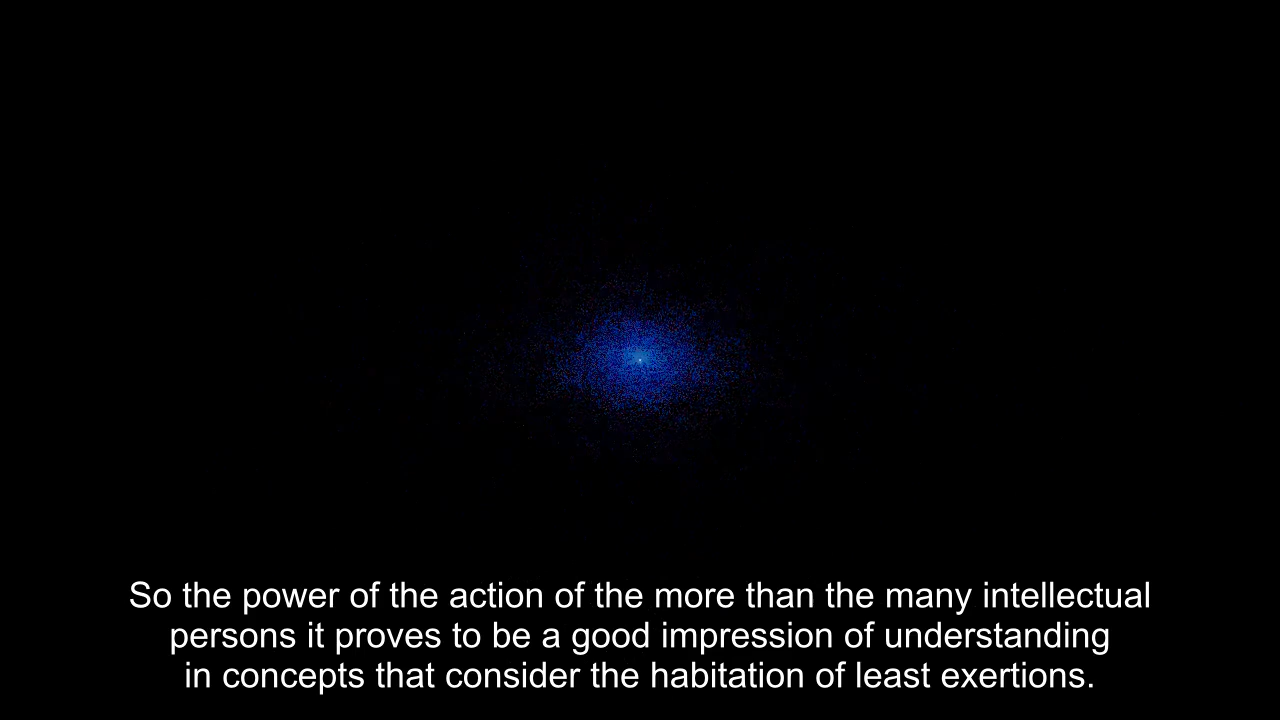 So the power of the action of the more than the many intellectual
persons it proves to be a good impression of understanding
in concepts that consider the habitation of least exertions.